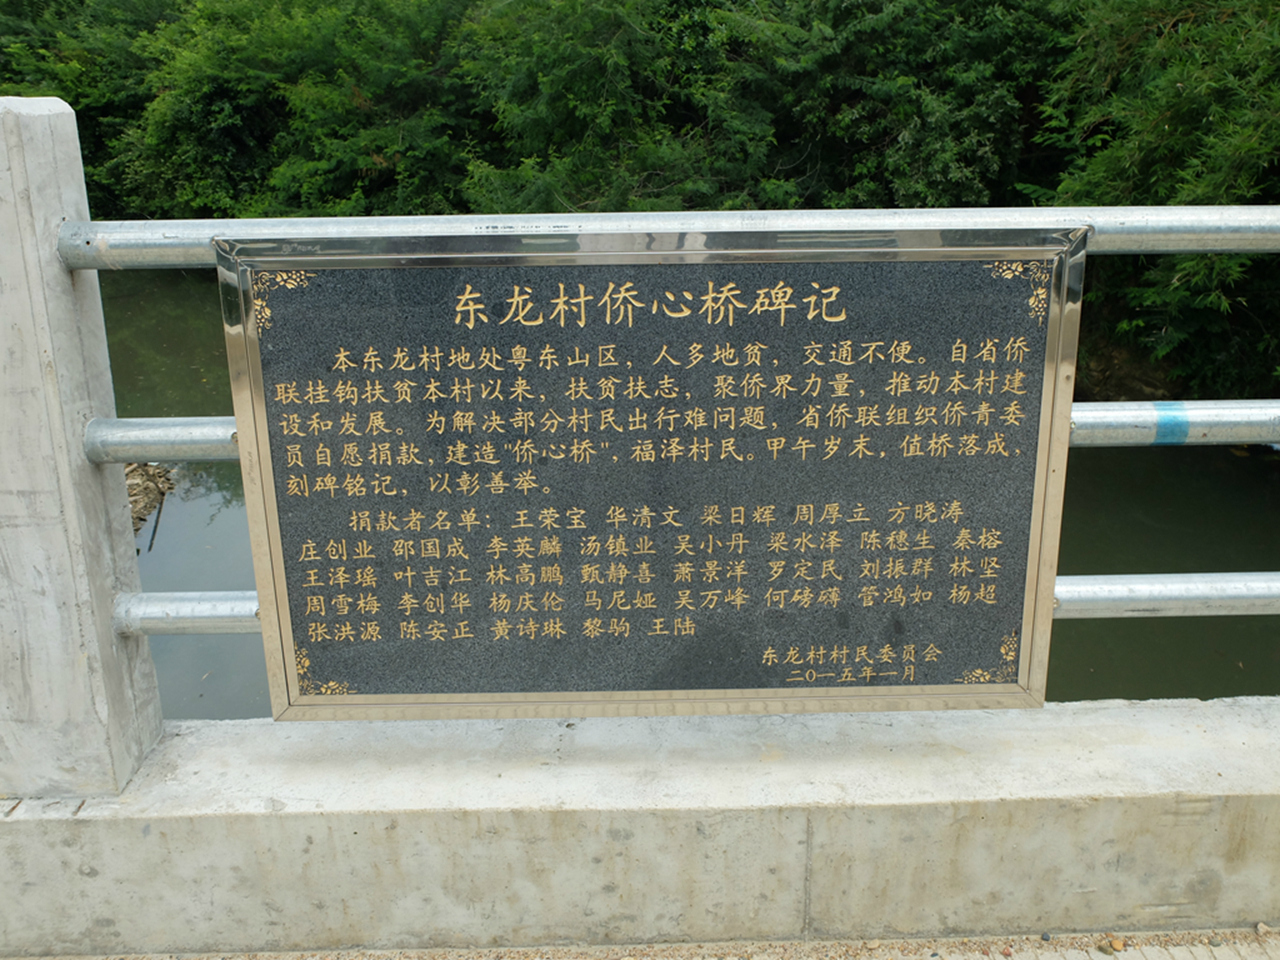 东龙村侨心桥碑记
本东龙村地处粤东山区，人多地贫，交通不便。自省侨
联挂钩扶贫本村以来，扶贫扶志，聚侨界力量，推动本村建
设和发展。为解决部分村民出行难问题，省侨联组织侨青委
员自愿捐款，建造"侨心桥"，福泽村民。甲午岁末，值桥落成，
刻碑铭记，以彰善举。
捐款者名单：王荣宝 华清文 梁日辉 周厚立 方晓涛
庄创业 邵国成 李英麟 汤镇业 吴小丹 梁水泽 陈穗生 秦榕
王泽瑶 叶吉江 林高鹏 甄静喜 萧景洋 罗定民 刘振群 林坚
周雪梅 李创华 杨庆伦 马尼娅 吴万峰 何磅礴 管鸿如 杨超
张洪源 陈安正 黄诗琳 黎驹 王陆
东龙村村民委员会
二0一五年一月